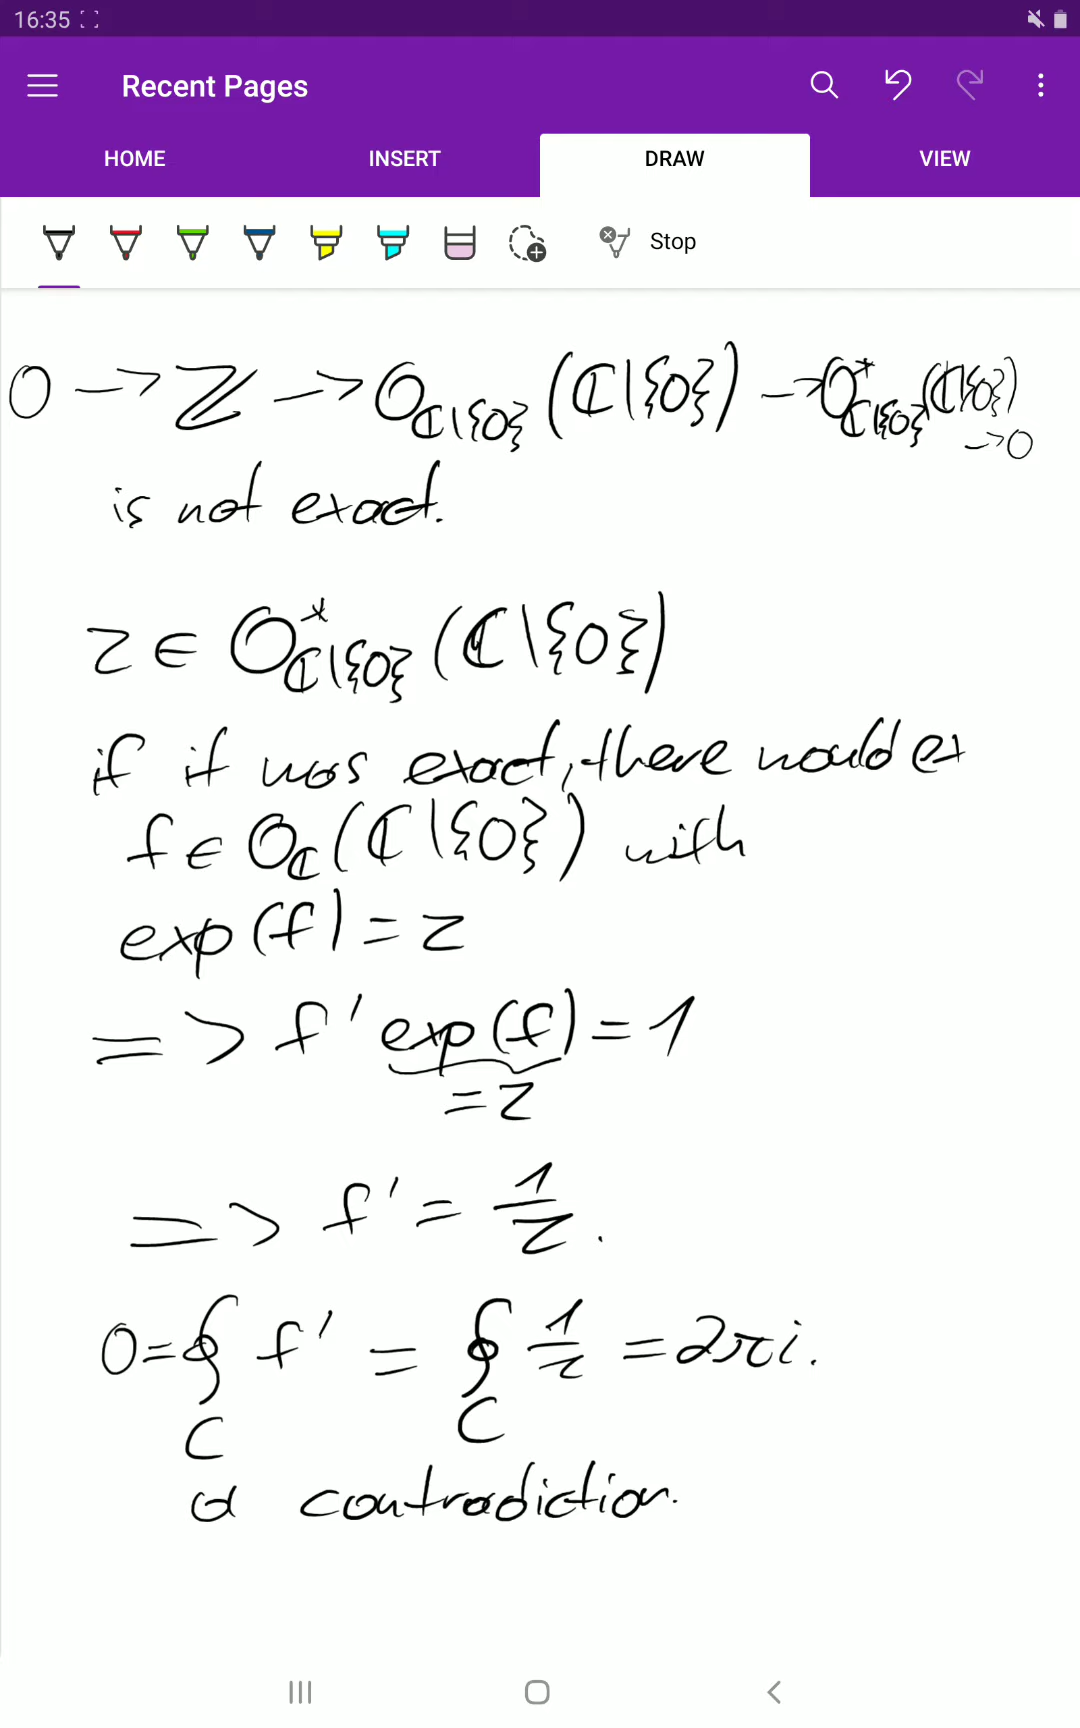 16:35
Recent Pages
HOME INSERT DRAW VIEW
Stop
0 -> ℤ -> O_{ℂ\{0}} (ℂ\{0}) -> O^*_{ℂ\{0}} (ℂ\{0})
-> 0
is not exact.
z ∈ O^*_{ℂ\{0}} (ℂ\{0})
if it was exact, there would ex
f ∈ O_ℂ (ℂ\{0}) with
exp(f) = z
=> f' exp(f) = 1
= z
=> f' = 1/z .
0 = ∮_C f' = ∮_C 1/z = 2πi.
a contradiction.